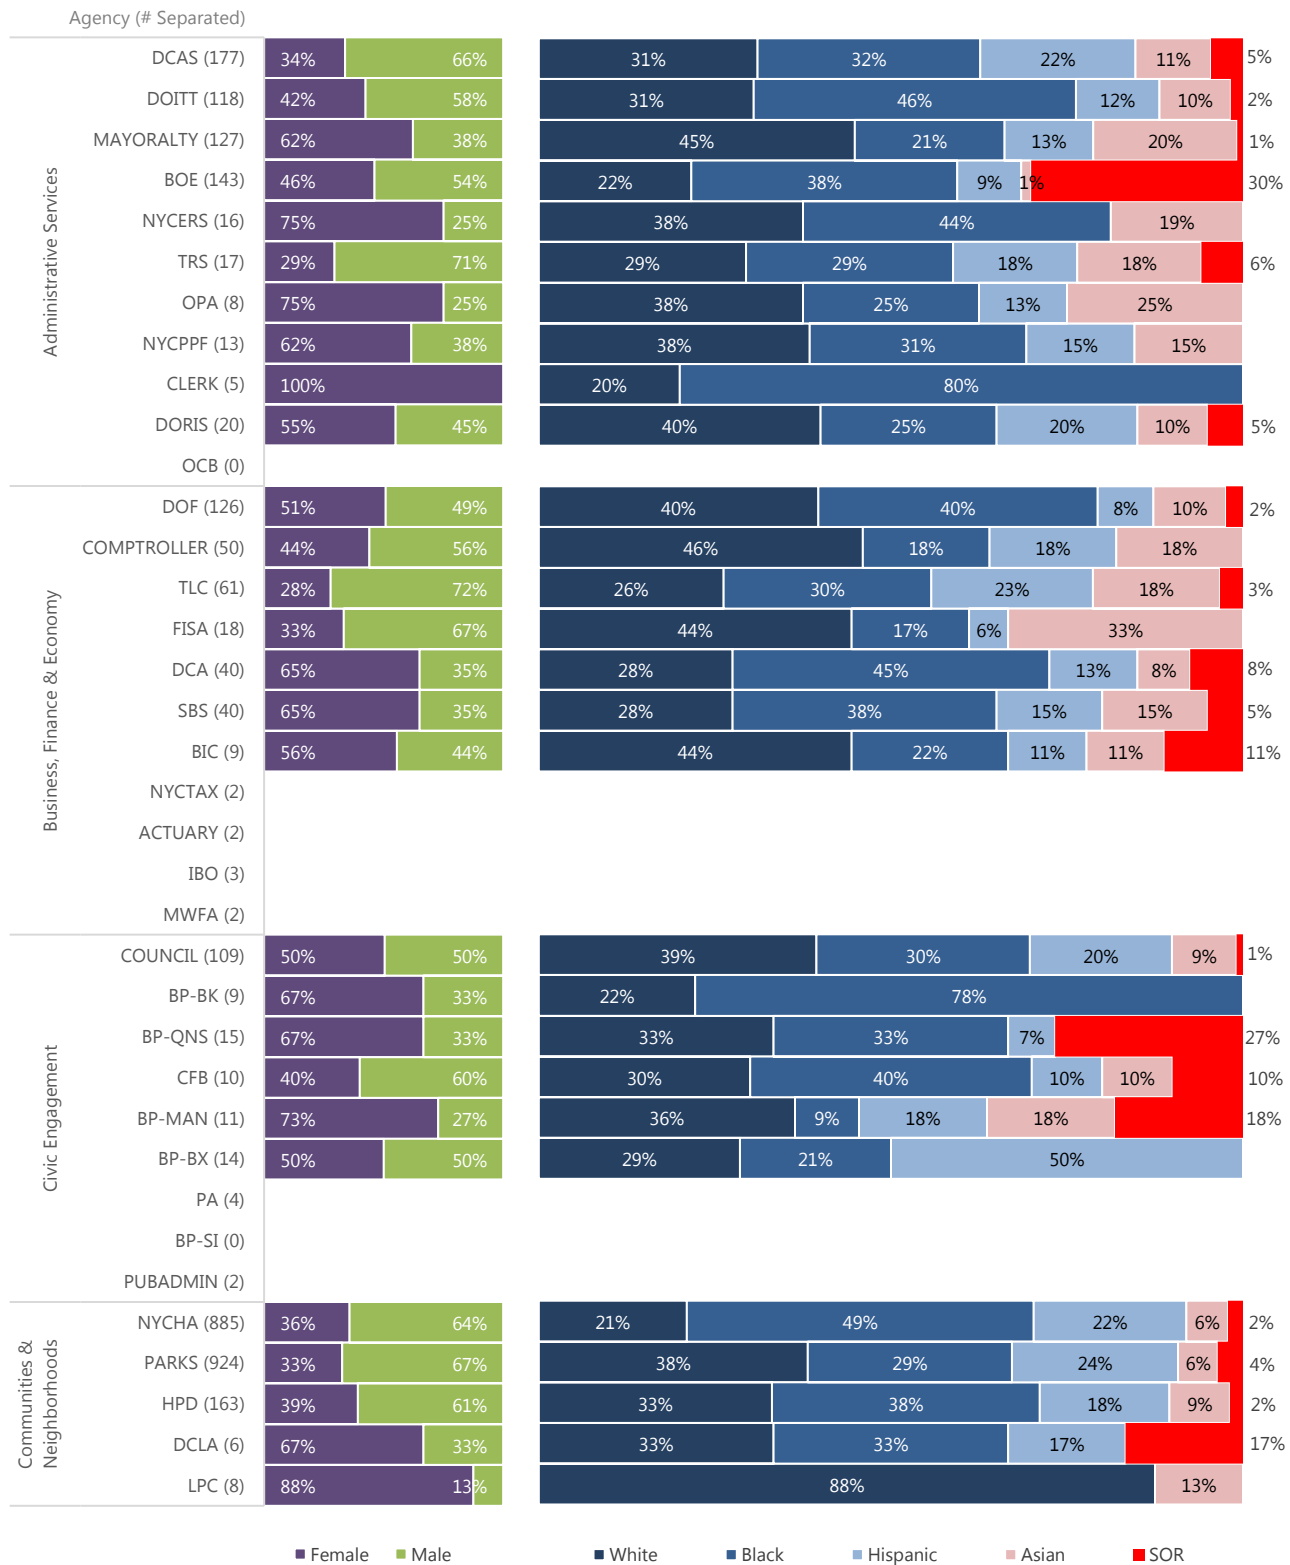 Agency (# Separated)
Administrative Services
DCAS (177) 34% 66% 31% 32% 22% 11% 5%
DOITT (118) 42% 58% 31% 46% 12% 10% 2%
MAYORALTY (127) 62% 38% 45% 21% 13% 20% 1%
BOE (143) 46% 54% 22% 38% 9% 1% 30%
NYCERS (16) 75% 25% 38% 44% 19%
TRS (17) 29% 71% 29% 29% 18% 18% 6%
OPA (8) 75% 25% 38% 25% 13% 25%
NYCPPF (13) 62% 38% 38% 31% 15% 15%
CLERK (5) 100% 20% 80%
DORIS (20) 55% 45% 40% 25% 20% 10% 5%
OCB (0)
Business, Finance & Economy
DOF (126) 51% 49% 40% 40% 8% 10% 2%
COMPTROLLER (50) 44% 56% 46% 18% 18% 18%
TLC (61) 28% 72% 26% 30% 23% 18% 3%
FISA (18) 33% 67% 44% 17% 6% 33%
DCA (40) 65% 35% 28% 45% 13% 8% 8%
SBS (40) 65% 35% 28% 38% 15% 15% 5%
BIC (9) 56% 44% 44% 22% 11% 11% 11%
NYCTAX (2)
ACTUARY (2)
IBO (3)
MWFA (2)
Civic Engagement
COUNCIL (109) 50% 50% 39% 30% 20% 9% 1%
BP-BK (9) 67% 33% 22% 78%
BP-QNS (15) 67% 33% 33% 33% 7% 27%
CFB (10) 40% 60% 30% 40% 10% 10% 10%
BP-MAN (11) 73% 27% 36% 9% 18% 18% 18%
BP-BX (14) 50% 50% 29% 21% 50%
PA (4)
BP-SI (0)
PUBADMIN (2)
Communities &
Neighborhoods
NYCHA (885) 36% 64% 21% 49% 22% 6% 2%
PARKS (924) 33% 67% 38% 29% 24% 6% 4%
HPD (163) 39% 61% 33% 38% 18% 9% 2%
DCLA (6) 67% 33% 33% 33% 17% 17%
LPC (8) 88% 13% 88% 13%
Female Male White Black Hispanic Asian SOR